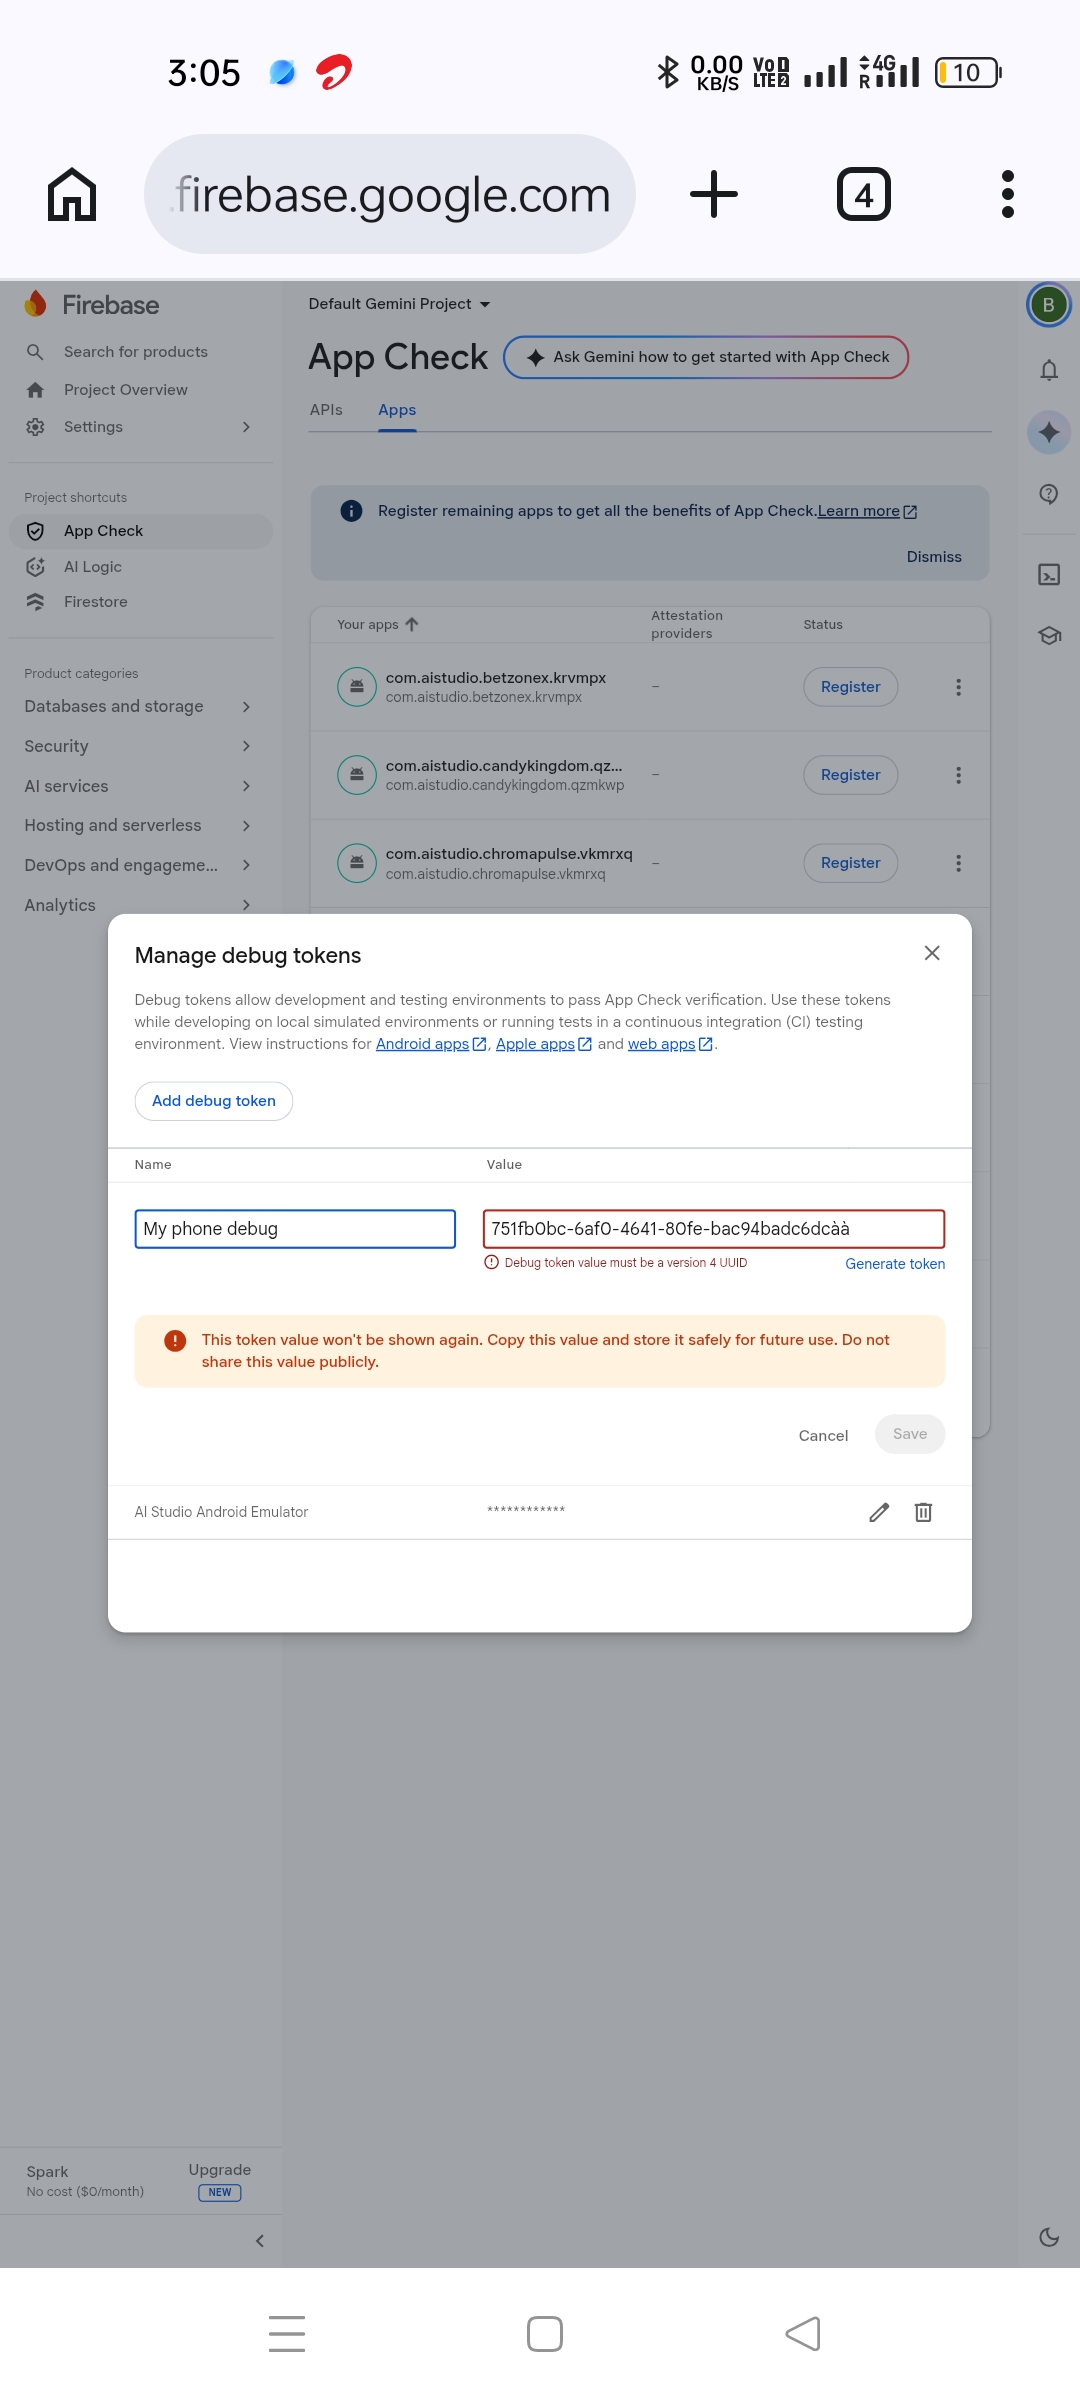 3:05
0.00
KB/S
Vo 1
LTE 2
4G
R
10
.firebase.google.com
4
Firebase
Search for products
Project Overview
Settings
Project shortcuts
App Check
AI Logic
Firestore
Product categories
Databases and storage
Security
AI services
Hosting and serverless
DevOps and engageme...
Analytics
Default Gemini Project
B
App Check
Ask Gemini how to get started with App Check
APIs
Apps
Register remaining apps to get all the benefits of App Check.Learn more
Dismiss
Your apps
Attestation
providers
Status
com.aistudio.betzonex.krvmpx
com.aistudio.betzonex.krvmpx
–
Register
com.aistudio.candykingdom.qz...
com.aistudio.candykingdom.qzmkwp
–
Register
com.aistudio.chromapulse.vkmrxq
com.aistudio.chromapulse.vkmrxq
–
Register
Manage debug tokens
Debug tokens allow development and testing environments to pass App Check verification. Use these tokens
while developing on local simulated environments or running tests in a continuous integration (CI) testing
environment. View instructions for Android apps, Apple apps and web apps.
Add debug token
Name
Value
My phone debug
751fb0bc-6af0-4641-80fe-bac94badc6dcàà
Debug token value must be a version 4 UUID
Generate token
This token value won't be shown again. Copy this value and store it safely for future use. Do not
share this value publicly.
Cancel
Save
AI Studio Android Emulator
************
Spark
No cost ($0/month)
Upgrade
NEW